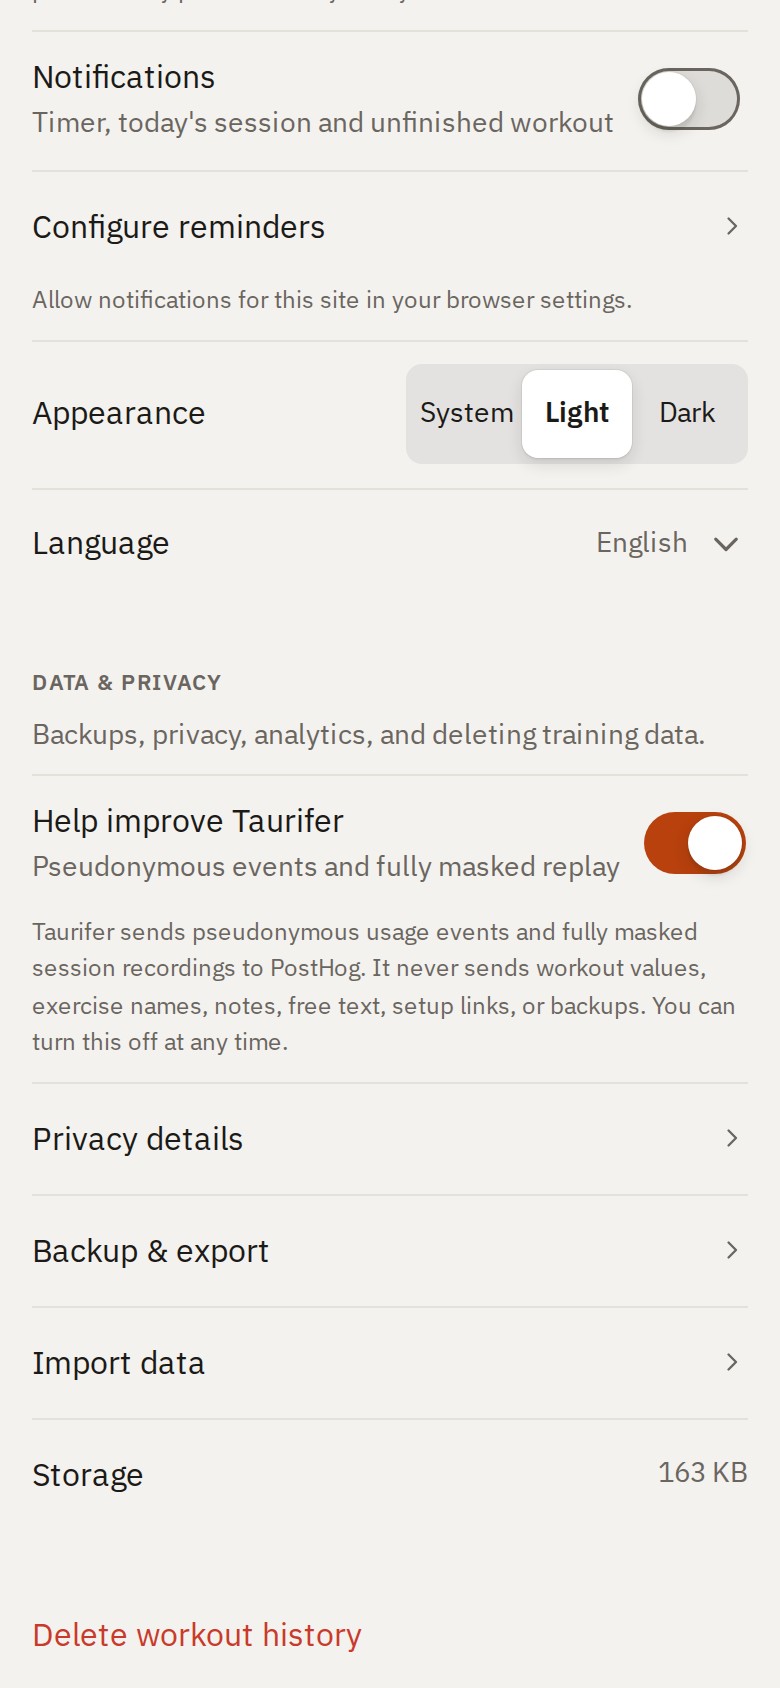 Notifications
Timer, today's session and unfinished workout
Configure reminders
Allow notifications for this site in your browser settings.
Appearance
System
Light
Dark
Language
English
DATA & PRIVACY
Backups, privacy, analytics, and deleting training data.
Help improve Taurifer
Pseudonymous events and fully masked replay
Taurifer sends pseudonymous usage events and fully masked
session recordings to PostHog. It never sends workout values,
exercise names, notes, free text, setup links, or backups. You can
turn this off at any time.
Privacy details
Backup & export
Import data
Storage
163 KB
Delete workout history